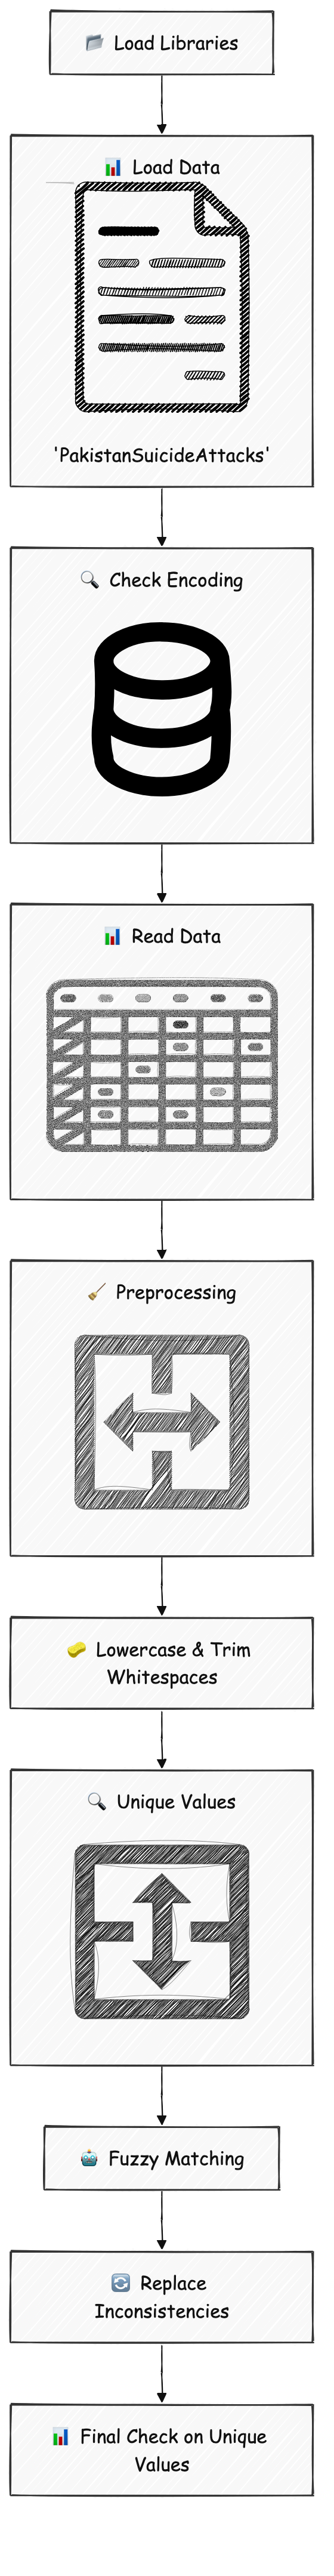 Load Libraries
Load Data
'PakistanSuicideAttacks'
Check Encoding
Read Data
Preprocessing
Lowercase & Trim
Whitespaces
Unique Values
Fuzzy Matching
Replace
Inconsistencies
Final Check on Unique
Values